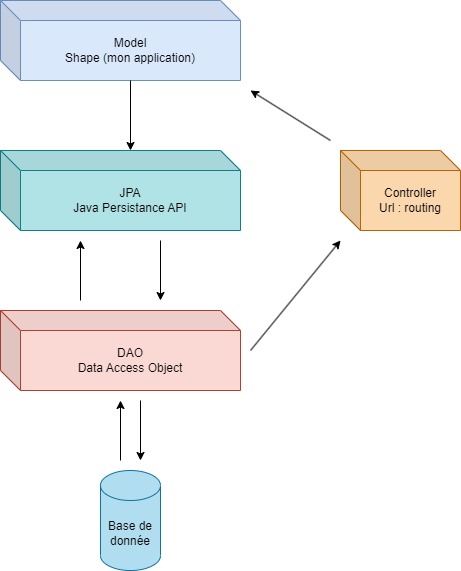 Model
Shape (mon application)
JPA
Java Persistance API
Controller
Url : routing
DAO
Data Access Object
Base de
donnée